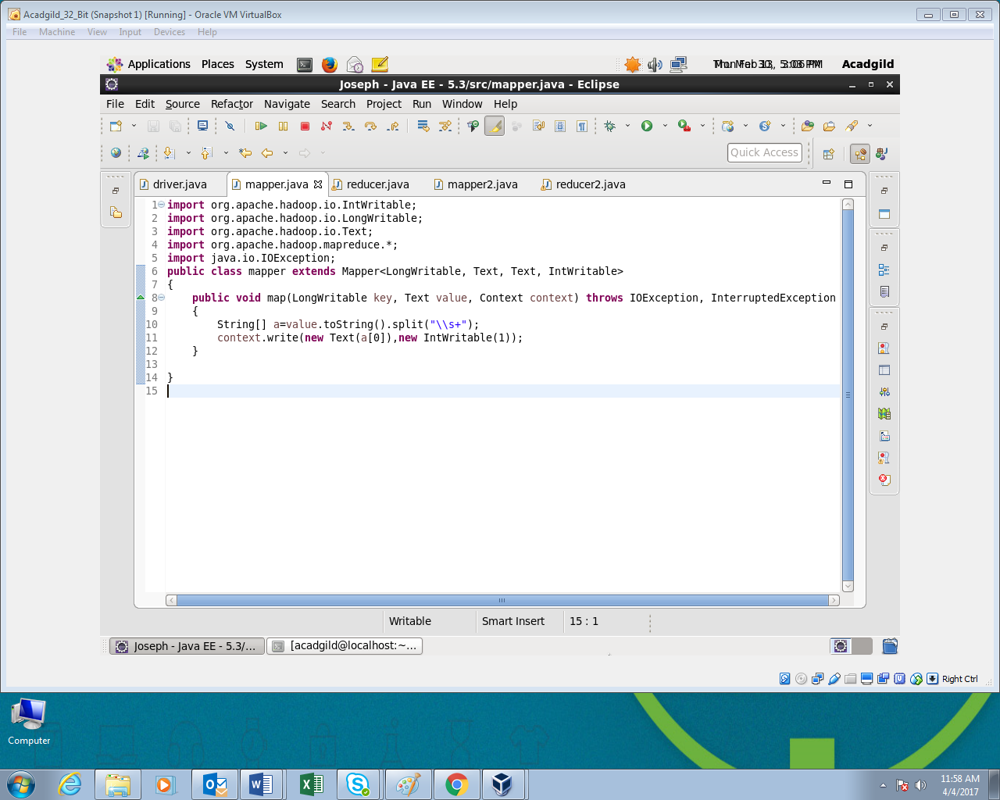 Acadgild_32_Bit (Snapshot 1) [Running] - Oracle VM VirtualBox
File Machine View Input Devices Help
Applications Places System Acadgild
Joseph - Java EE - 5.3/src/mapper.java - Eclipse
File Edit Source Refactor Navigate Search Project Run Window Help
Quick Access
driver.java mapper.java reducer.java mapper2.java reducer2.java
1 import org.apache.hadoop.io.IntWritable;
2 import org.apache.hadoop.io.LongWritable;
3 import org.apache.hadoop.io.Text;
4 import org.apache.hadoop.mapreduce.*;
5 import java.io.IOException;
6 public class mapper extends Mapper<LongWritable, Text, Text, IntWritable>
7 {
8 public void map(LongWritable key, Text value, Context context) throws IOException, InterruptedException
9 {
10 String[] a=value.toString().split("\\s+");
11 context.write(new Text(a[0]),new IntWritable(1));
12 }
13
14 }
15
Writable Smart Insert 15 : 1
Joseph - Java EE - 5.3/... [acadgild@localhost:~...
Right Ctrl
Computer
11:58 AM
4/4/2017